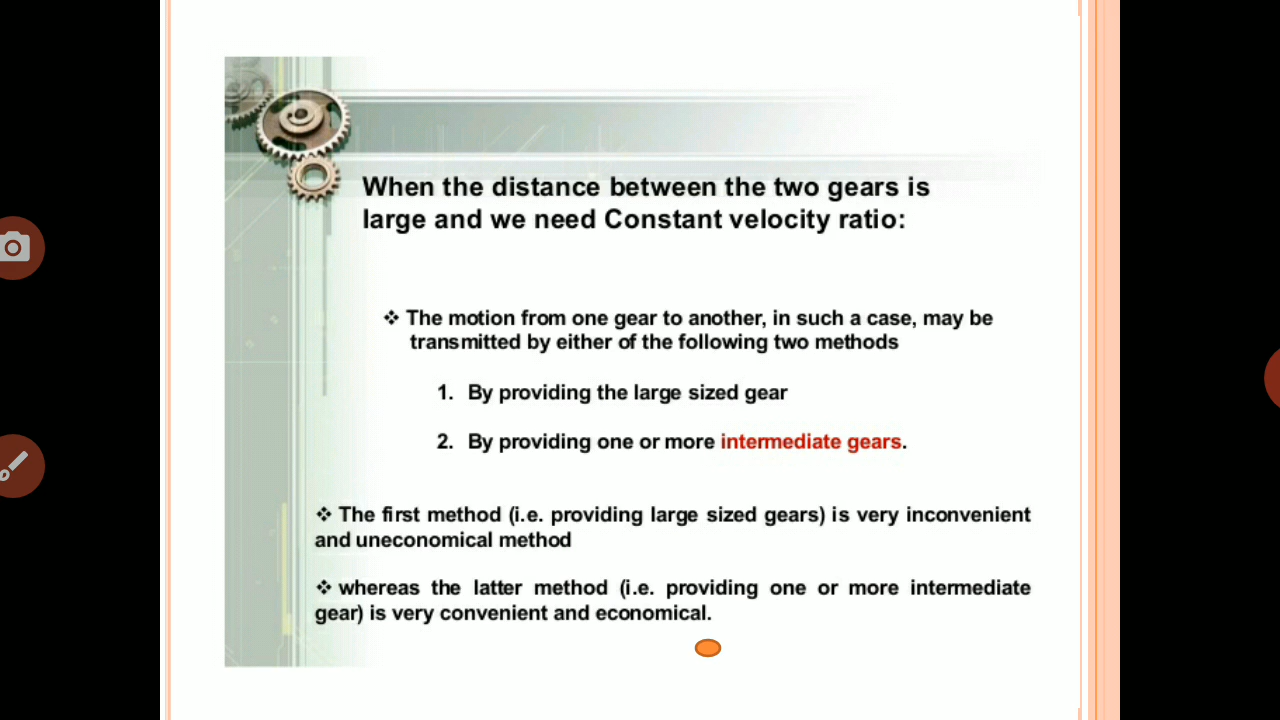 When the distance between the two gears is
large and we need Constant velocity ratio:
❖ The motion from one gear to another, in such a case, may be
transmitted by either of the following two methods
1. By providing the large sized gear
2. By providing one or more intermediate gears.
❖ The first method (i.e. providing large sized gears) is very inconvenient
and uneconomical method
❖ whereas the latter method (i.e. providing one or more intermediate
gear) is very convenient and economical.